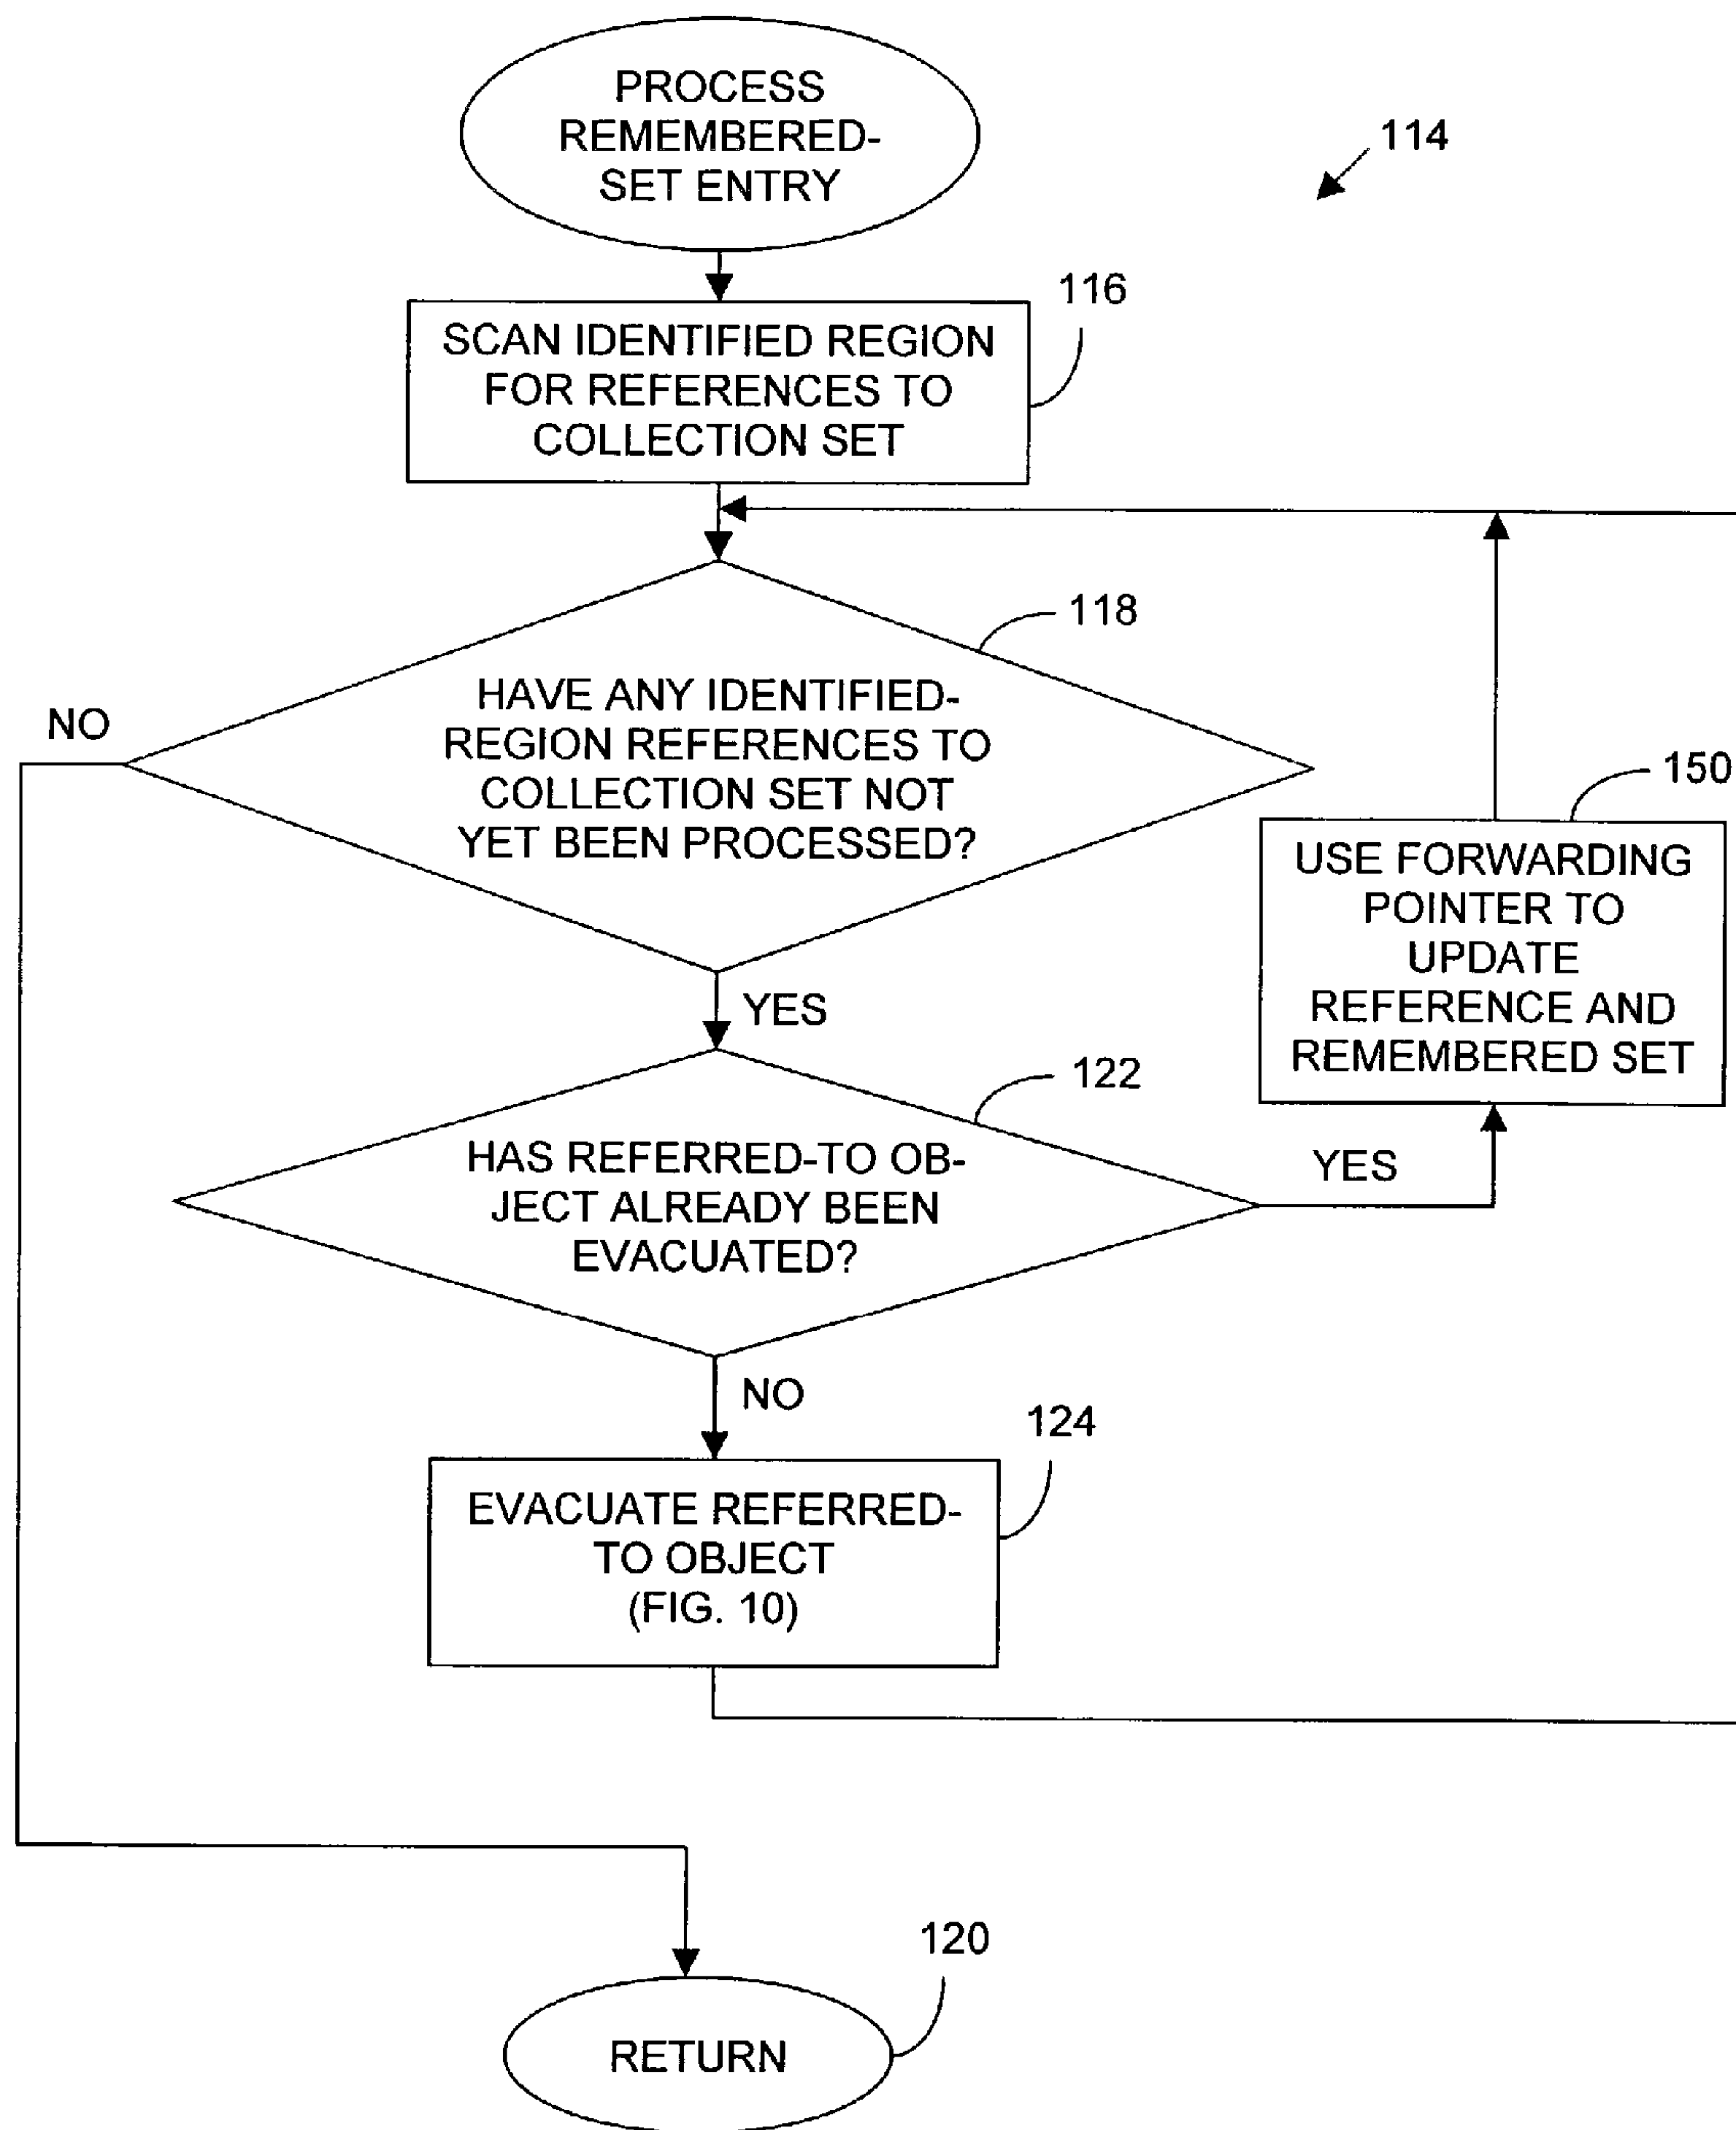 PROCESS
REMEMBERED-
SET ENTRY
114
116
SCAN IDENTIFIED REGION
FOR REFERENCES TO
COLLECTION SET
118
HAVE ANY IDENTIFIED-
REGION REFERENCES TO
COLLECTION SET NOT
YET BEEN PROCESSED?
NO
150
USE FORWARDING
POINTER TO
UPDATE
REFERENCE AND
REMEMBERED SET
YES
122
HAS REFERRED-TO OB-
JECT ALREADY BEEN
EVACUATED?
YES
NO
124
EVACUATE REFERRED-
TO OBJECT
(FIG. 10)
120
RETURN